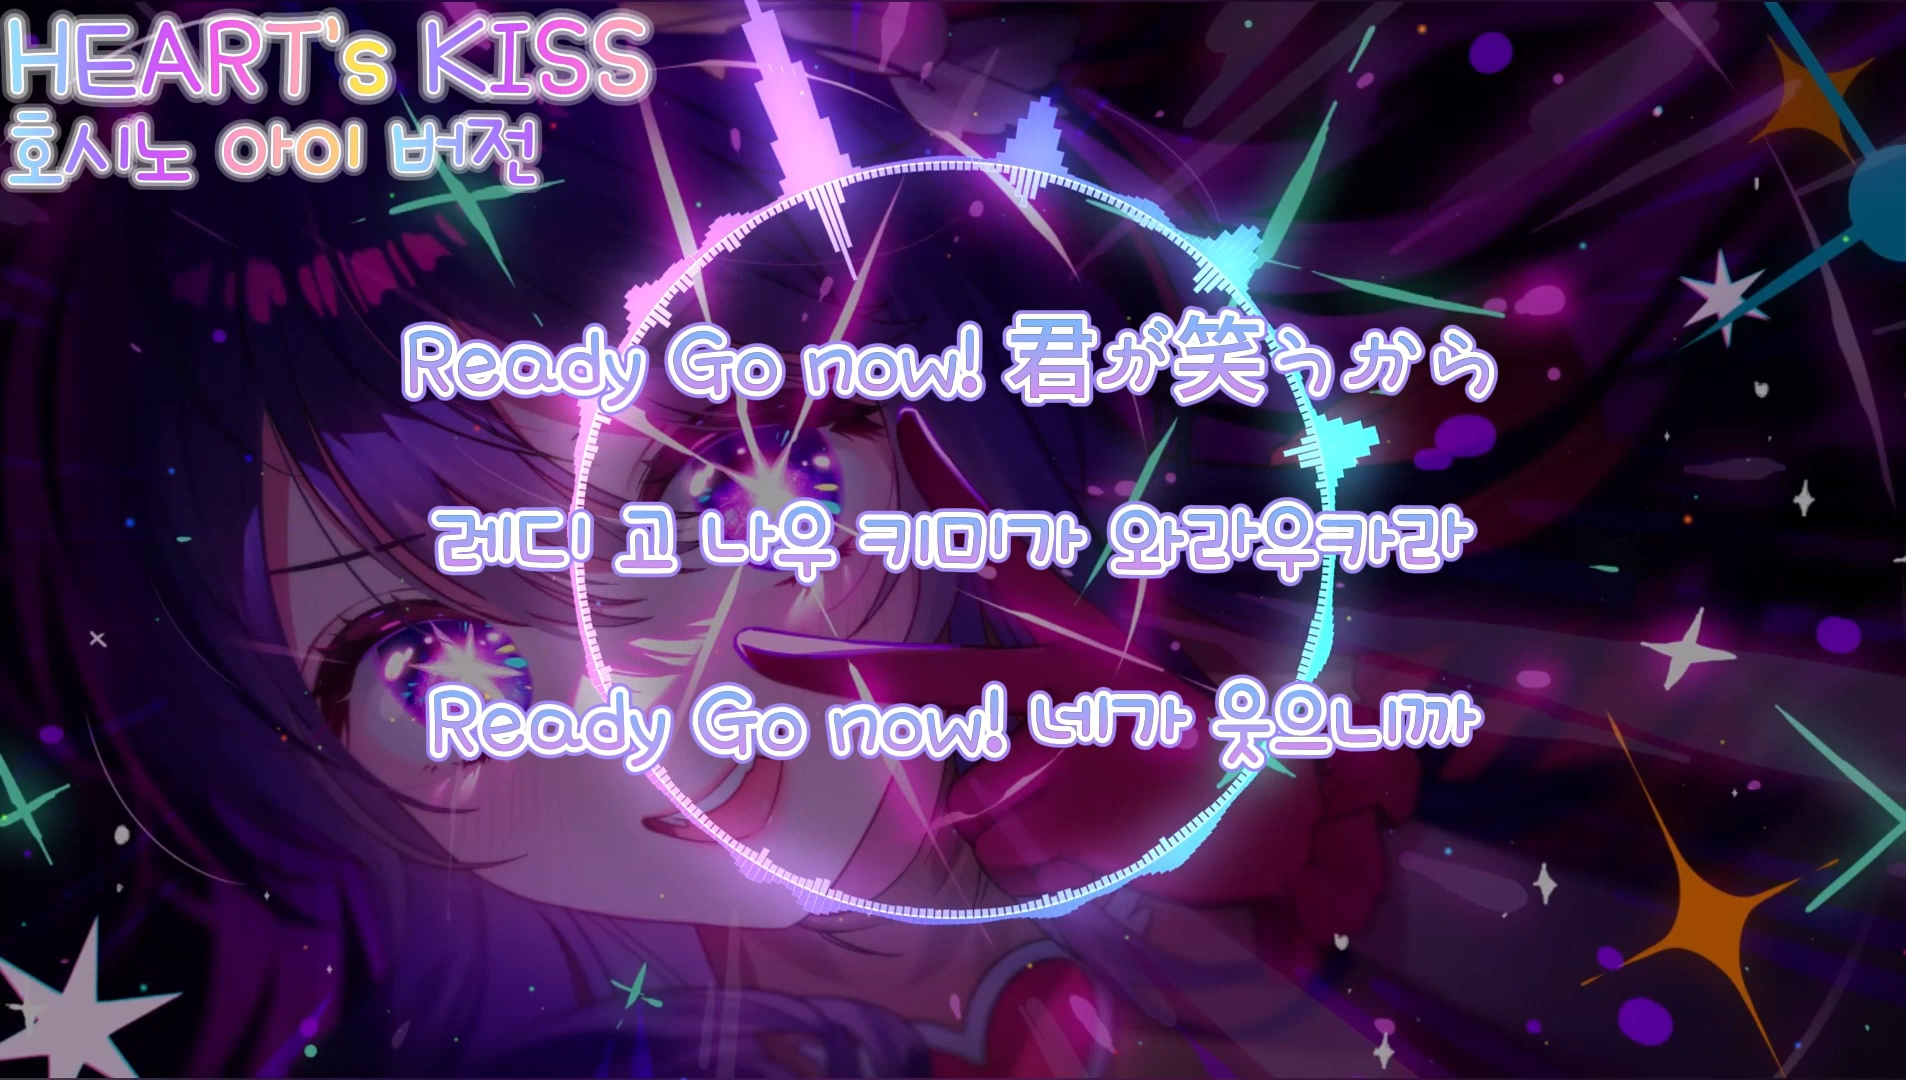 HEART's KISS
호시노 아이 버전
Ready Go now! 君が笑うから
레디 고 나우 키미가 와라우카라
Ready Go now! 네가 웃으니까